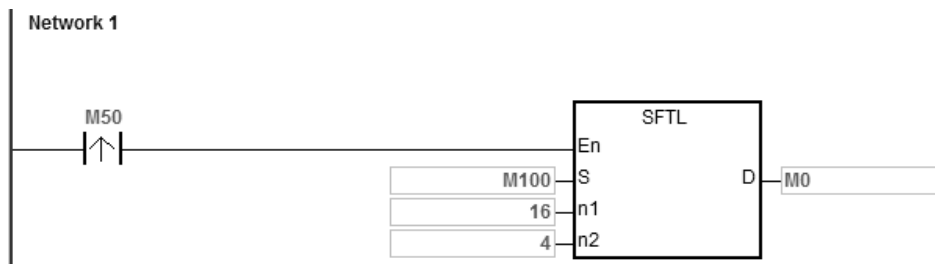 Network 1
M50
SFTL
En
M100 S D M0
16 n1
4 n2